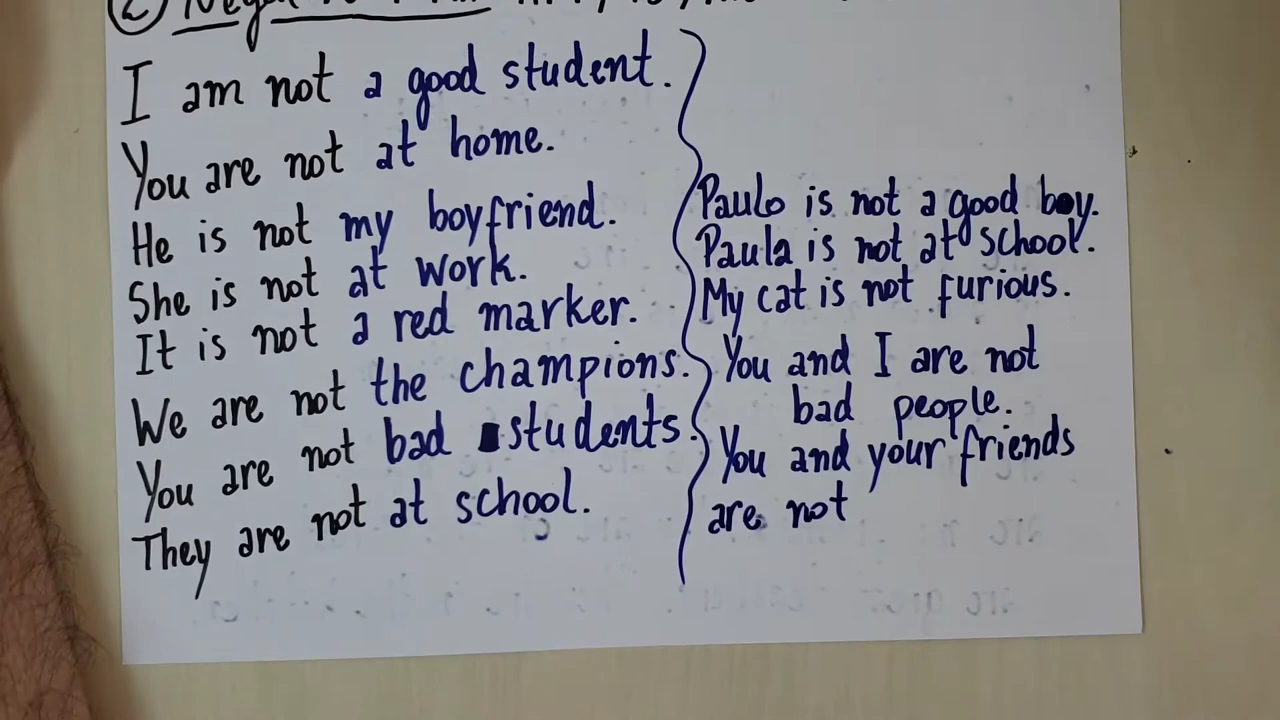 I am not a good student.
You are not at home.
He is not my boyfriend.
She is not at work.
It is not a red marker.
We are not the champions.
You are not bad students.
They are not at school.
Paulo is not a good boy.
Paula is not at school.
My cat is not furious.
You and I are not
bad people.
You and your friends
are not